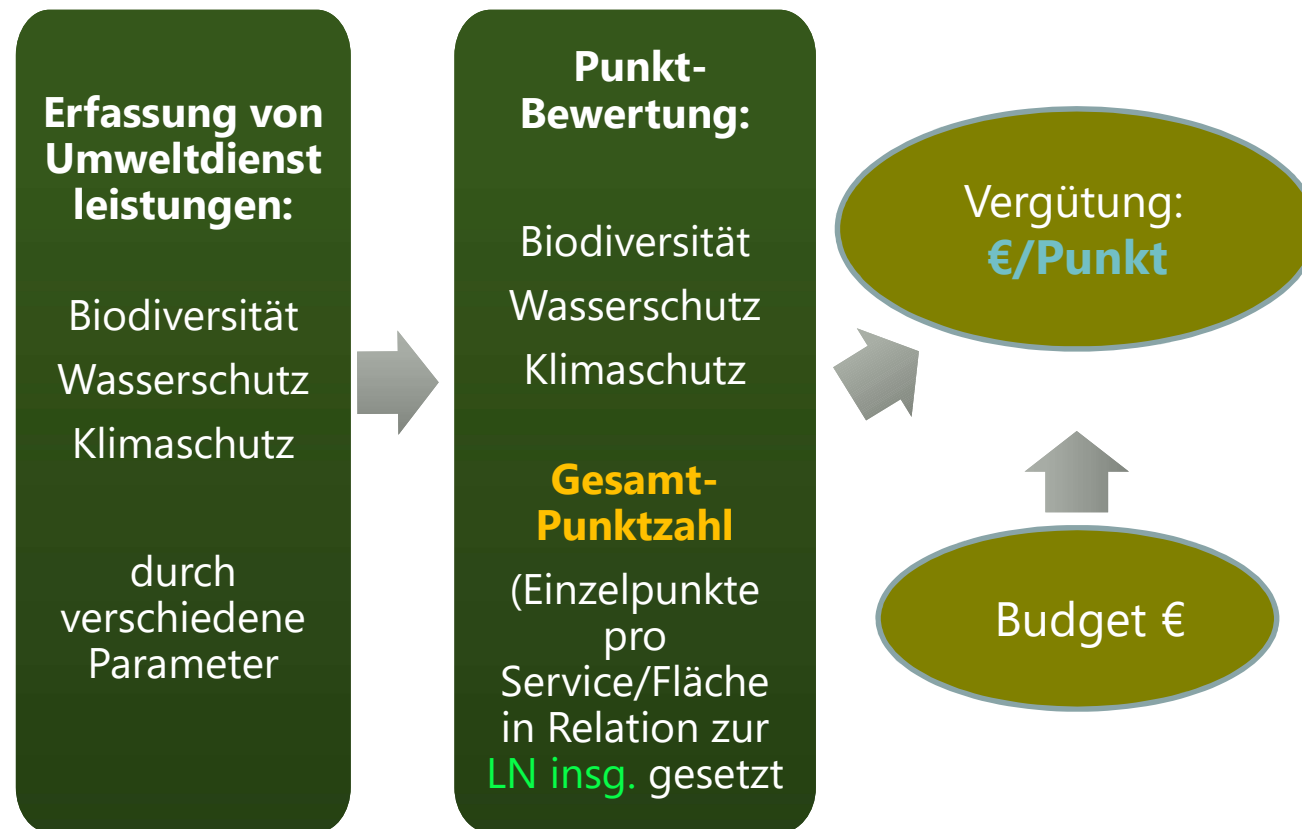 Erfassung von
Umweltdienst
leistungen:
Biodiversität
Wasserschutz
Klimaschutz
durch
verschiedene
Parameter
Punkt-
Bewertung:
Biodiversität
Wasserschutz
Klimaschutz
Gesamt-
Punktzahl
(Einzelpunkte
pro
Service/Fläche
in Relation zur
LN insg. gesetzt
Vergütung:
€/Punkt
Budget €